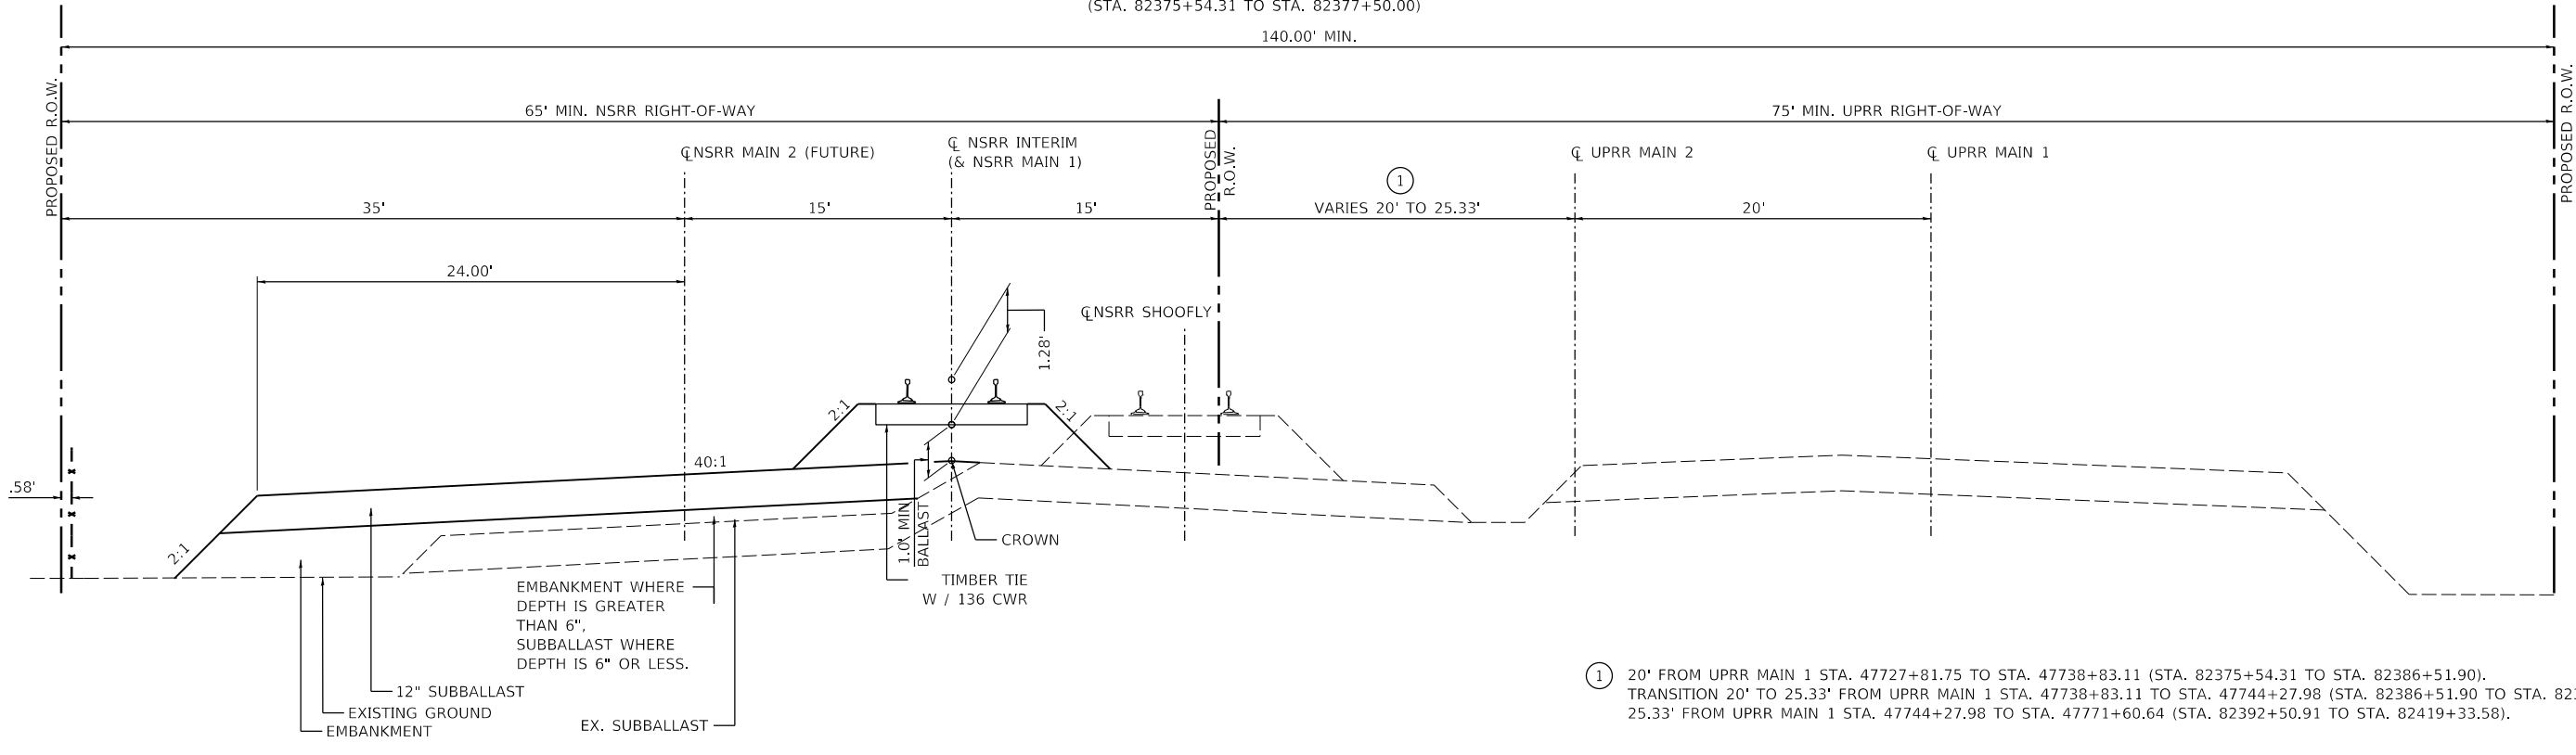 (STA. 82375+54.31 TO STA. 82377+50.00)
140.00' MIN.
PROPOSED R.O.W.
65' MIN. NSRR RIGHT-OF-WAY
75' MIN. UPRR RIGHT-OF-WAY
PROPOSED R.O.W.
℄ NSRR MAIN 2 (FUTURE)
℄ NSRR INTERIM
(& NSRR MAIN 1)
PROPOSED
R.O.W.
℄ UPRR MAIN 2
℄ UPRR MAIN 1
1
35'
15'
15'
VARIES 20' TO 25.33'
20'
24.00'
℄ NSRR SHOOFLY
1.28'
2:1
2:1
40:1
.58'
2:1
1.0' MIN
BALLAST
CROWN
TIMBER TIE
W / 136 CWR
EMBANKMENT WHERE
DEPTH IS GREATER
THAN 6",
SUBBALLAST WHERE
DEPTH IS 6" OR LESS.
12" SUBBALLAST
EXISTING GROUND
EMBANKMENT
EX. SUBBALLAST
1 20' FROM UPRR MAIN 1 STA. 47727+81.75 TO STA. 47738+83.11 (STA. 82375+54.31 TO STA. 82386+51.90).
TRANSITION 20' TO 25.33' FROM UPRR MAIN 1 STA. 47738+83.11 TO STA. 47744+27.98 (STA. 82386+51.90 TO STA.
25.33' FROM UPRR MAIN 1 STA. 47744+27.98 TO STA. 47771+60.64 (STA. 82392+50.91 TO STA. 82419+33.58).